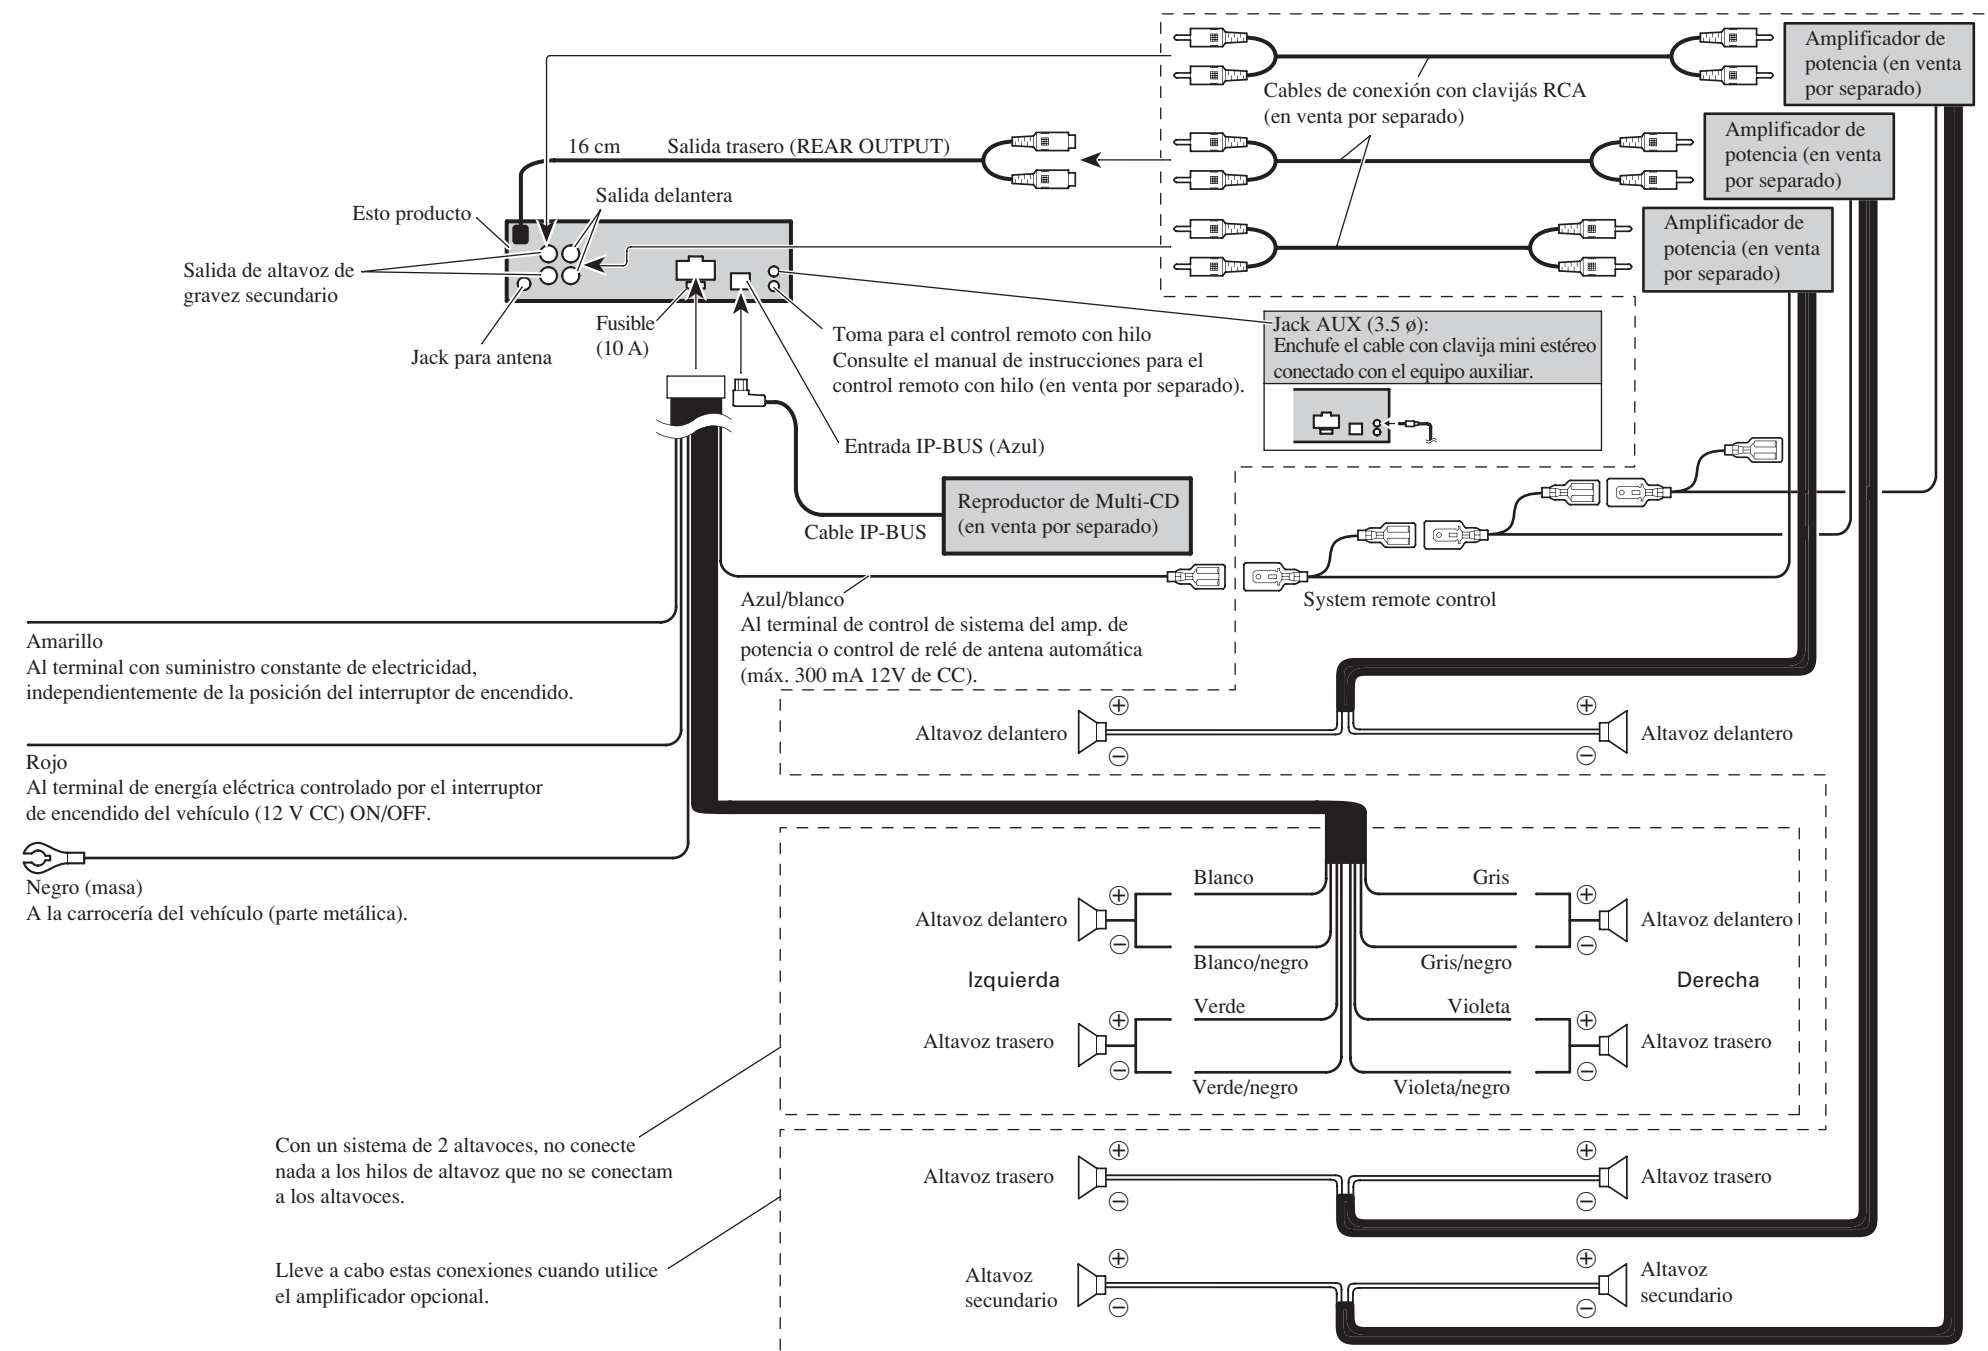 Amplificador de
potencia (en venta
por separado)
Cables de conexión con clavijás RCA
(en venta por separado)
Amplificador de
potencia (en venta
por separado)
16 cm
Salida trasero (REAR OUTPUT)
Salida delantera
Esto producto
Amplificador de
potencia (en venta
por separado)
Salida de altavoz de
gravez secundario
Fusible
(10 A)
Jack para antena
Toma para el control remoto con hilo
Consulte el manual de instrucciones para el
control remoto con hilo (en venta por separado).
Jack AUX (3.5 ø):
Enchufe el cable con clavija mini estéreo
conectado con el equipo auxiliar.
Entrada IP-BUS (Azul)
Reproductor de Multi-CD
(en venta por separado)
Cable IP-BUS
Azul/blanco
Al terminal de control de sistema del amp. de
potencia o control de relé de antena automática
(máx. 300 mA 12V de CC).
System remote control
Amarillo
Al terminal con suministro constante de electricidad,
independientemente de la posición del interruptor de encendido.
Altavoz delantero
⊕
⊖
⊕
⊖
Altavoz delantero
Rojo
Al terminal de energía eléctrica controlado por el interruptor
de encendido del vehículo (12 V CC) ON/OFF.
Negro (masa)
A la carrocería del vehículo (parte metálica).
Blanco
Gris
Altavoz delantero
⊕
⊖
⊕
⊖
Altavoz delantero
Blanco/negro
Gris/negro
Izquierda
Derecha
Verde
Violeta
Altavoz trasero
⊕
⊖
⊕
⊖
Altavoz trasero
Verde/negro
Violeta/negro
Con un sistema de 2 altavoces, no conecte
nada a los hilos de altavoz que no se conectam
a los altavoces.
Altavoz trasero
⊕
⊖
⊕
⊖
Altavoz trasero
Lleve a cabo estas conexiones cuando utilice
el amplificador opcional.
Altavoz
secundario
⊕
⊖
⊕
⊖
Altavoz
secundario